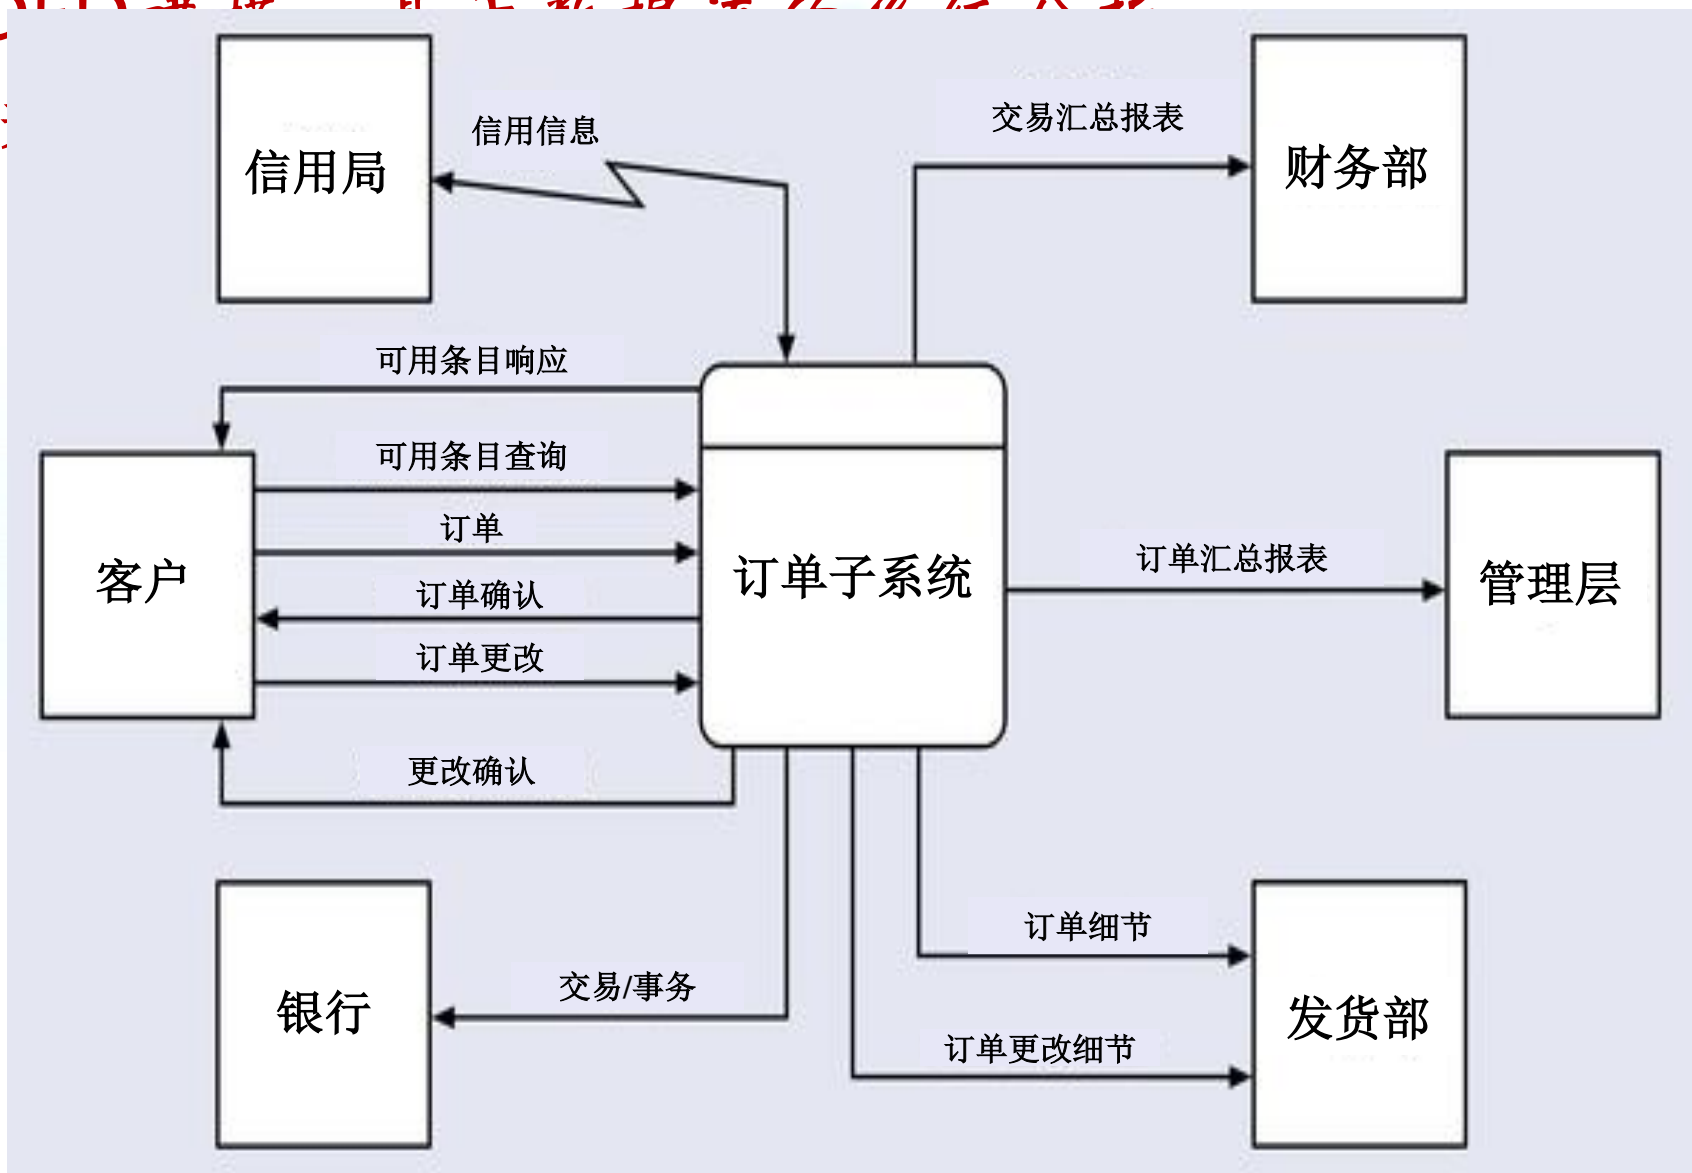 信用信息
交易汇总报表
信用局
财务部
可用条目响应
可用条目查询
订单
订单确认
订单更改
客户
订单子系统
订单汇总报表
管理层
更改确认
订单细节
交易/事务
银行
发货部
订单更改细节